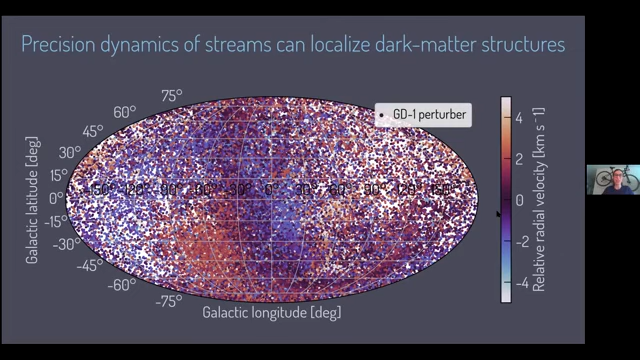 Precision dynamics of streams can localize dark-matter structures
GD-1 perturber
75°
60°
45°
30°
15°
0°
-15°
-30°
-45°
-60°
-75°
-150° -120° -90° -60° -30° 0° 30° 60° 90° 120° 150°
Galactic latitude [deg]
Galactic longitude [deg]
4
2
0
-2
-4
Relative radial velocity [km s⁻¹]